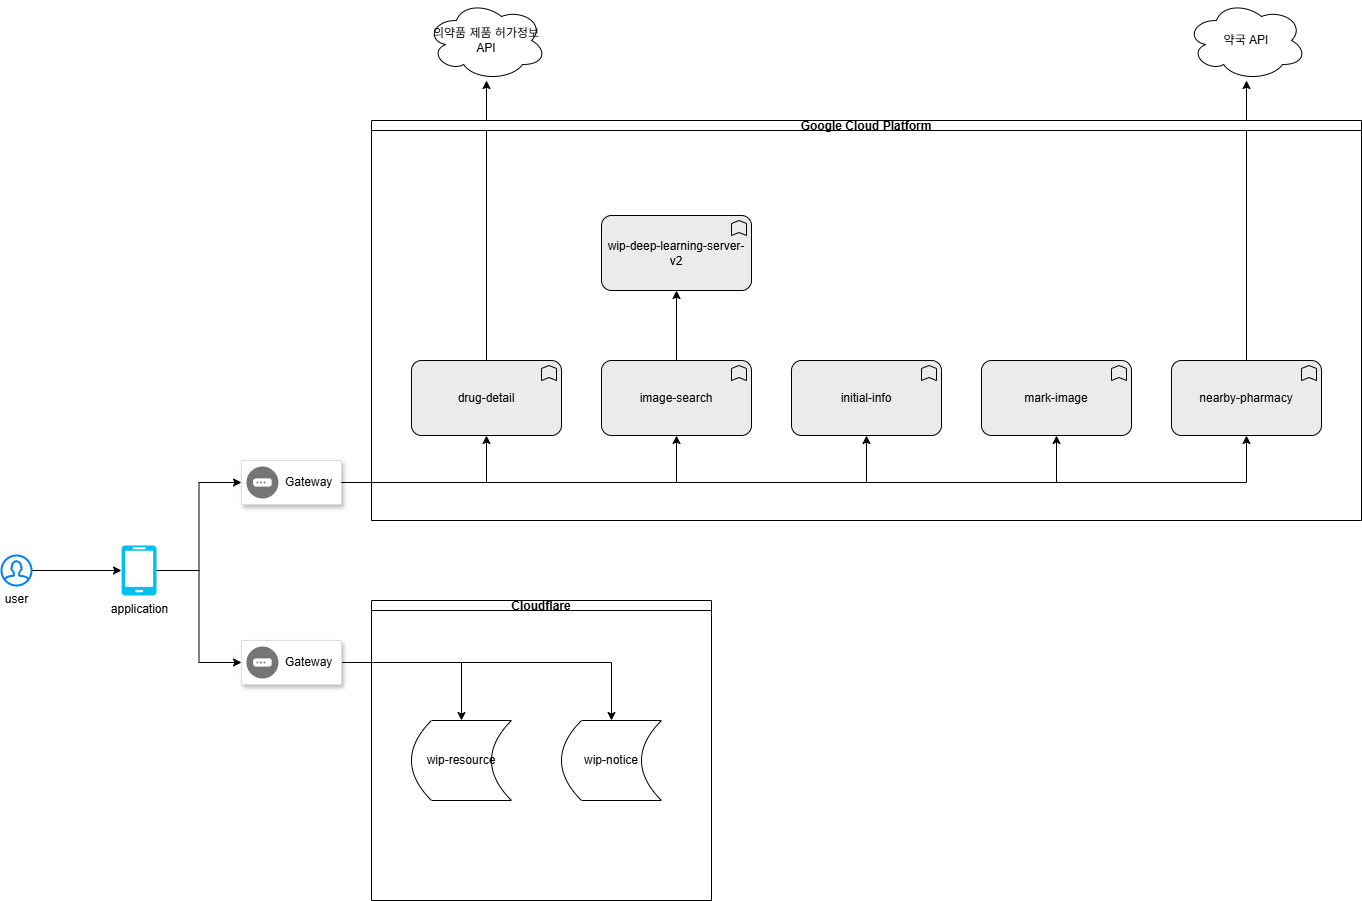 의약품 제품 허가정보
API
약국 API
Google Cloud Platform
wip-deep-learning-server-
v2
drug-detail
image-search
initial-info
mark-image
nearby-pharmacy
Gateway
user
application
Cloudflare
Gateway
wip-resource
wip-notice